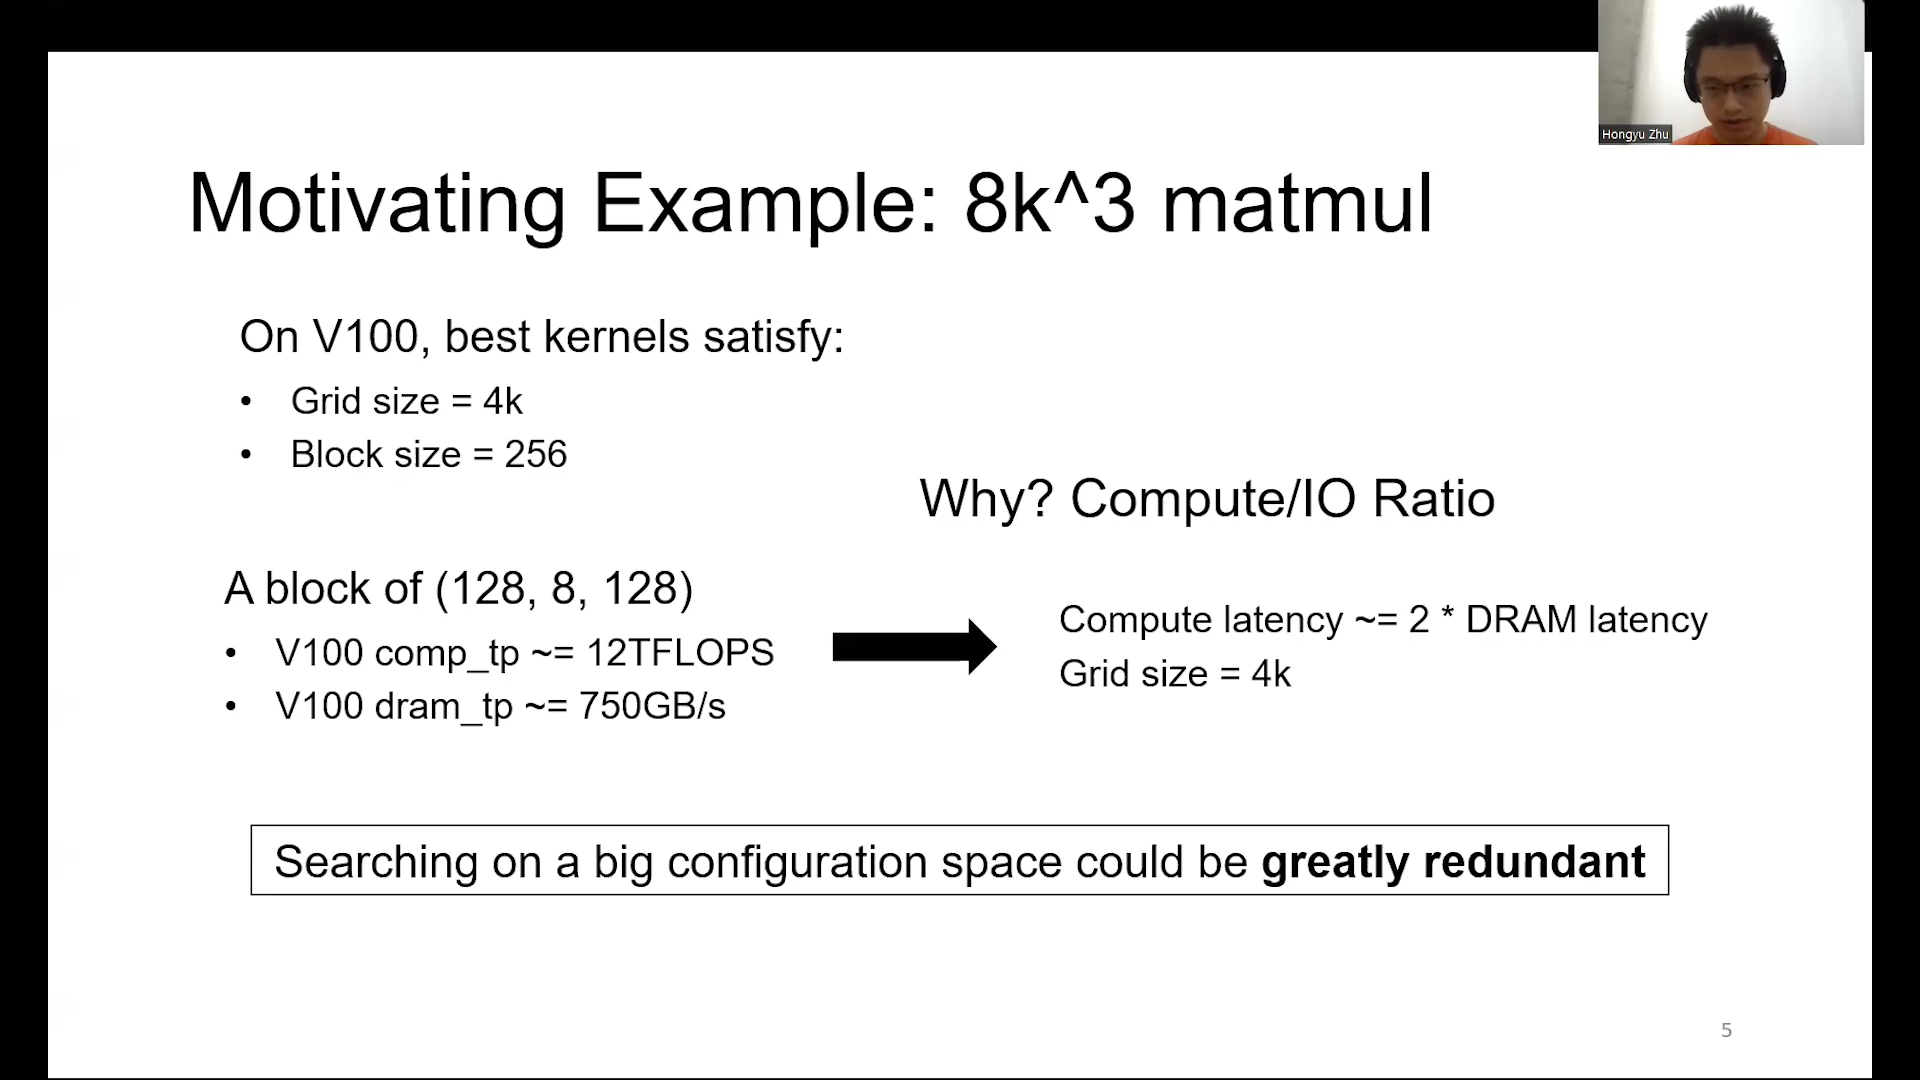 Hongyu Zhu
Motivating Example: 8k^3 matmul
On V100, best kernels satisfy:
• Grid size = 4k
• Block size = 256
Why? Compute/IO Ratio
A block of (128, 8, 128)
• V100 comp_tp ~= 12TFLOPS
• V100 dram_tp ~= 750GB/s
Compute latency ~= 2 * DRAM latency
Grid size = 4k
Searching on a big configuration space could be greatly redundant
5